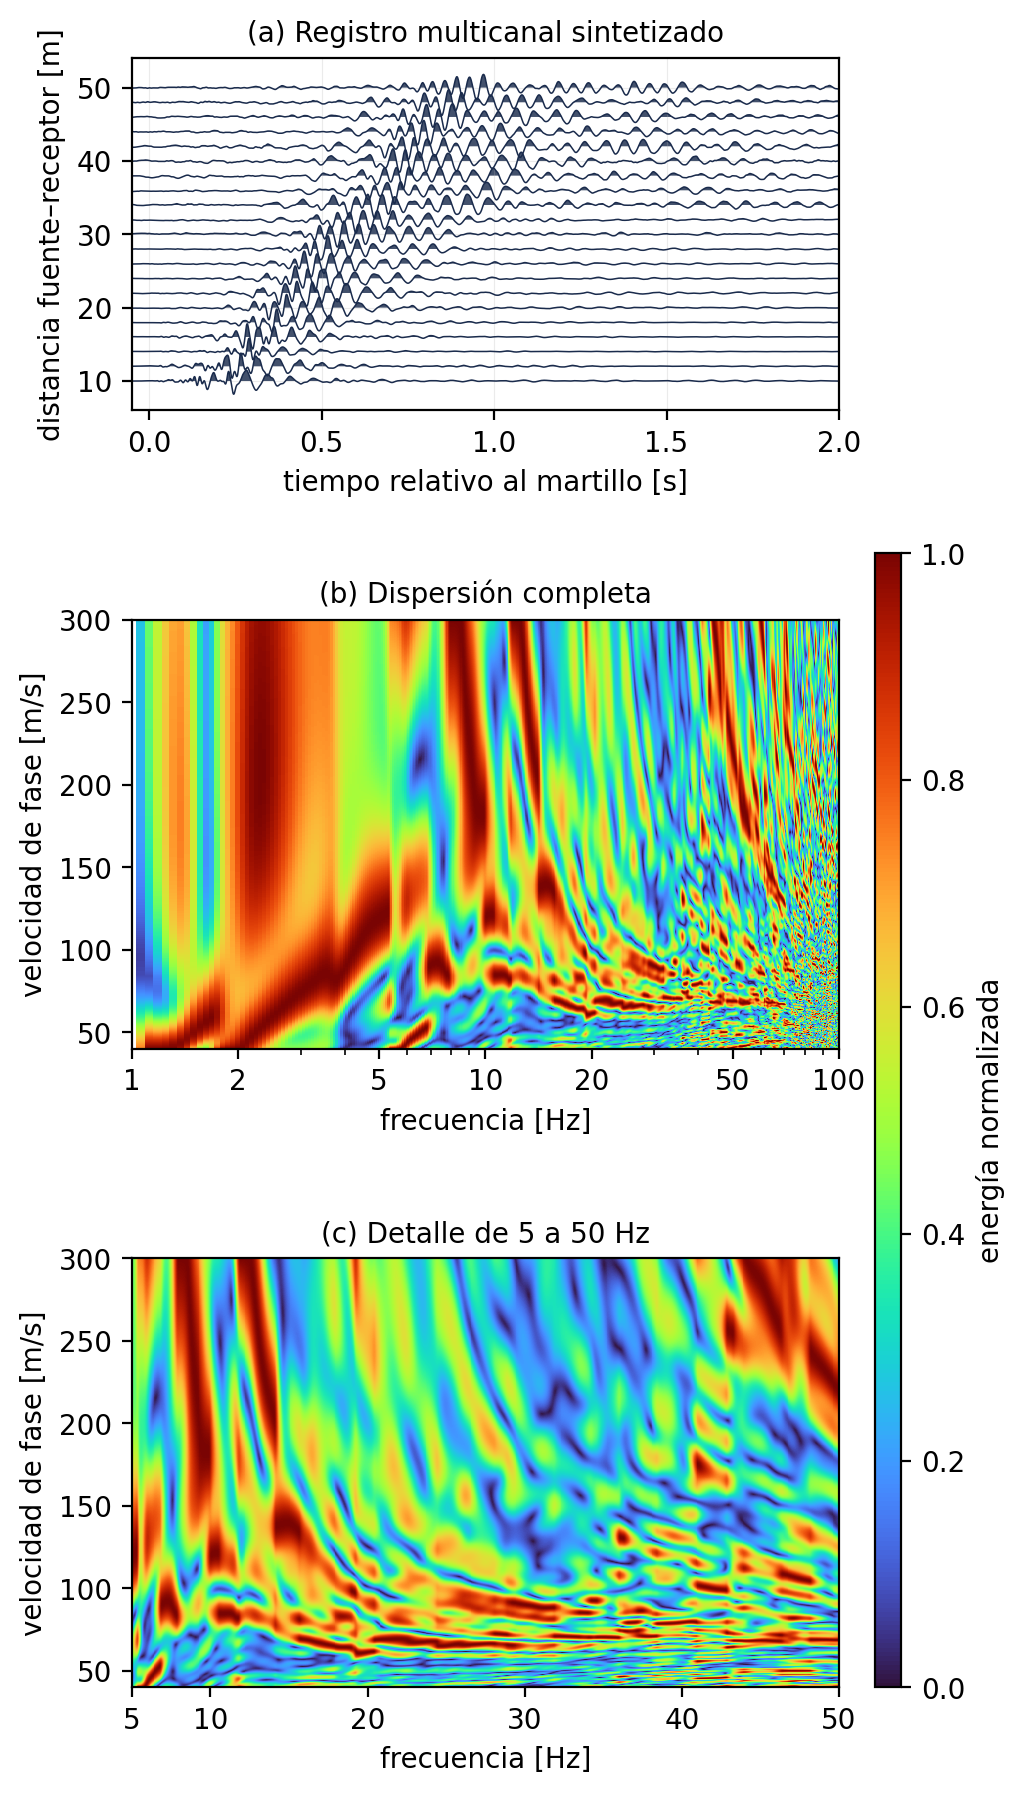 (a) Registro multicanal sintetizado
distancia fuente–receptor [m]
50
40
30
20
10
0.0 0.5 1.0 1.5 2.0
tiempo relativo al martillo [s]
(b) Dispersión completa
velocidad de fase [m/s]
300
250
200
150
100
50
1 2 5 10 20 50 100
frecuencia [Hz]
(c) Detalle de 5 a 50 Hz
velocidad de fase [m/s]
300
250
200
150
100
50
5 10 20 30 40 50
frecuencia [Hz]
1.0
0.8
0.6
0.4
0.2
0.0
energía normalizada